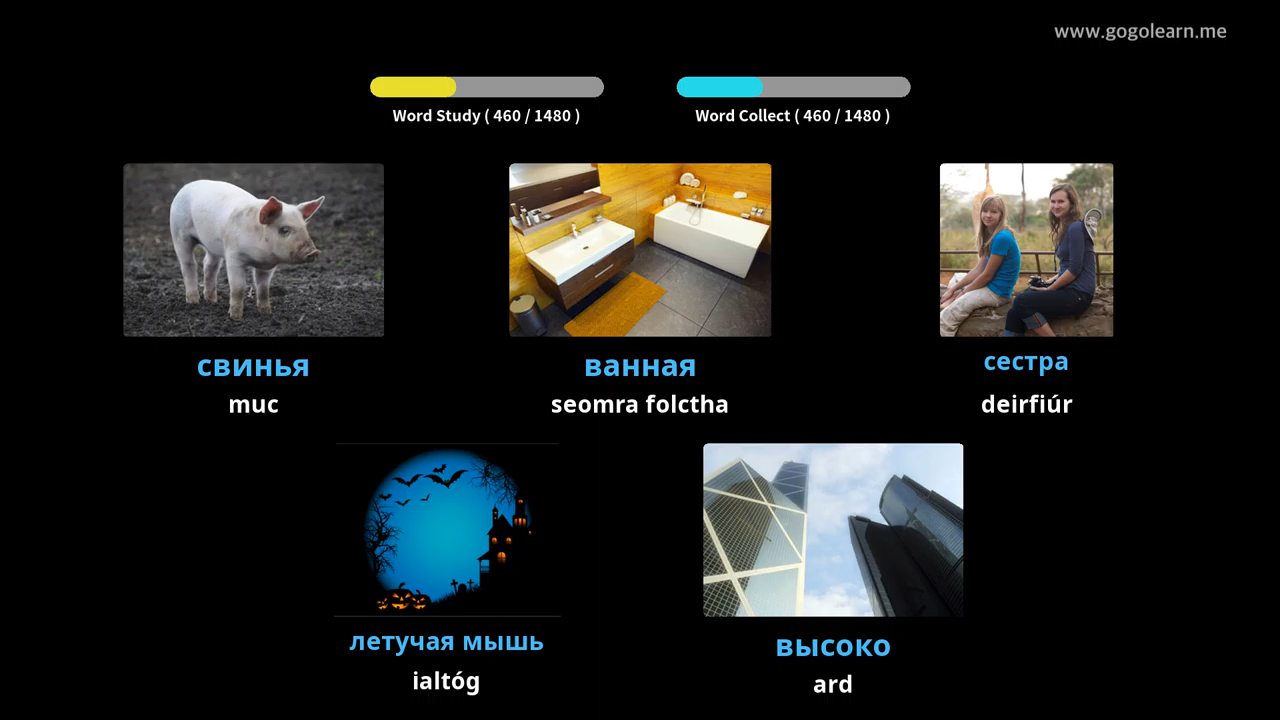 www.gogolearn.me
Word Study ( 460 / 1480 )
Word Collect ( 460 / 1480 )
свинья
muc
ванная
seomra folctha
сестра
deirfiúr
летучая мышь
ialtóg
высоко
ard